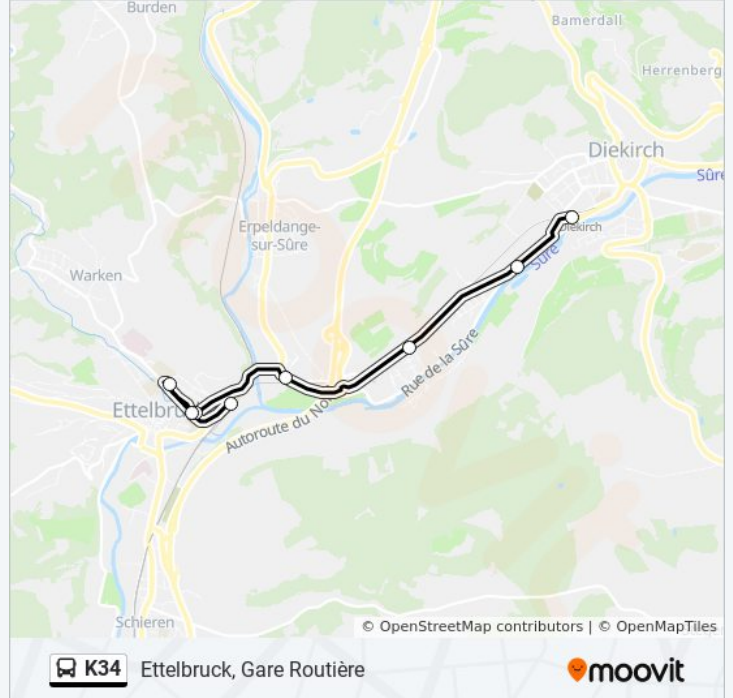 Burden
Bamerdall
Herrenberg
Diekirch
Sûre
Erpeldange-
sur-Sûre
Diekirch
Sûre
Warken
Rue de la Sûre
Ettelbruck
Autoroute du No
Schieren
© OpenStreetMap contributors | © OpenMapTiles
K34 Ettelbruck, Gare Routière
moovit